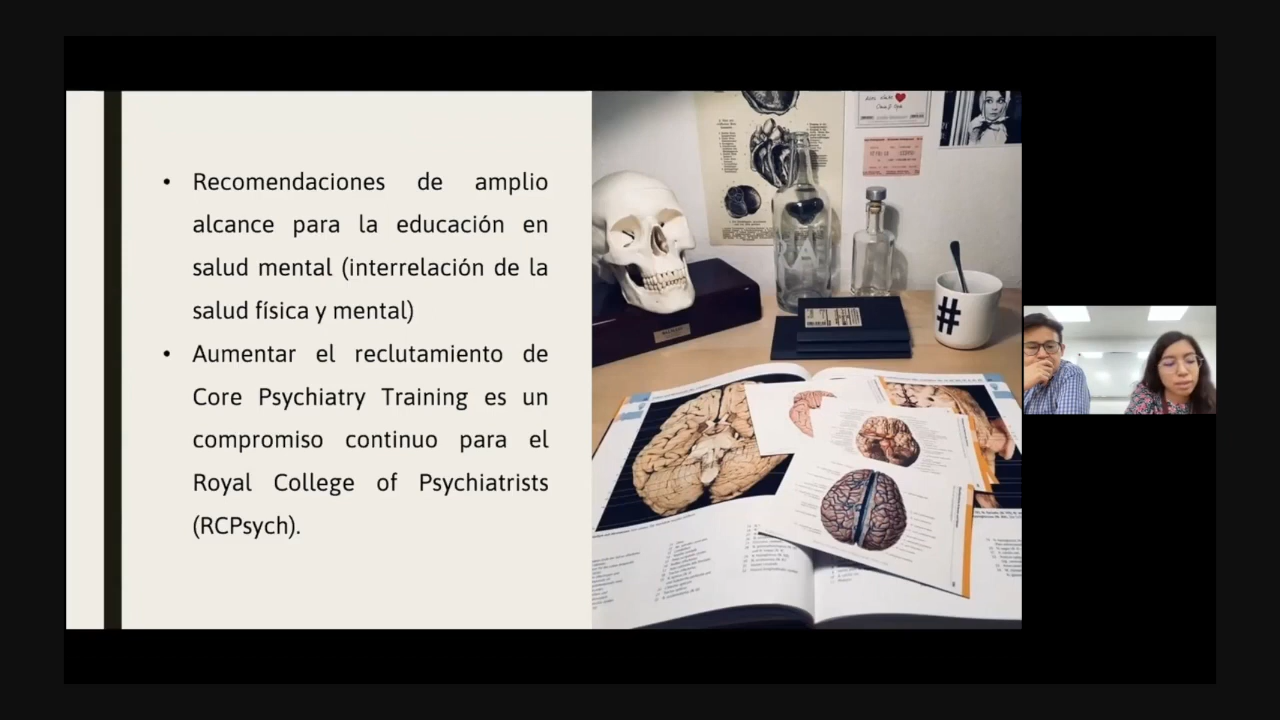 • Recomendaciones de amplio
alcance para la educación en
salud mental (interrelación de la
salud física y mental)
• Aumentar el reclutamiento de
Core Psychiatry Training es un
compromiso continuo para el
Royal College of Psychiatrists
(RCPsych).
#